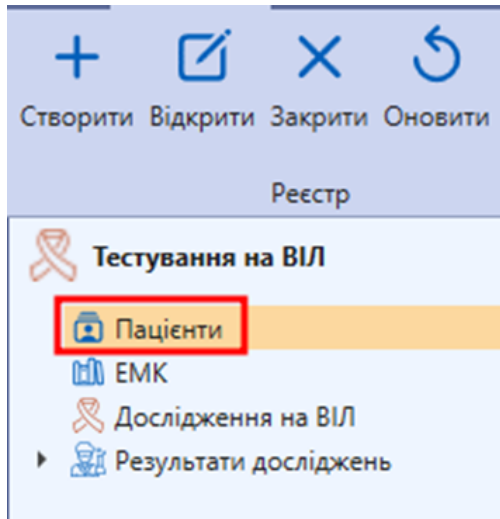 Створити Відкрити Закрити Оновити
Реєстр
Тестування на ВІЛ
Пацієнти
ЕМК
Дослідження на ВІЛ
Результати досліджень